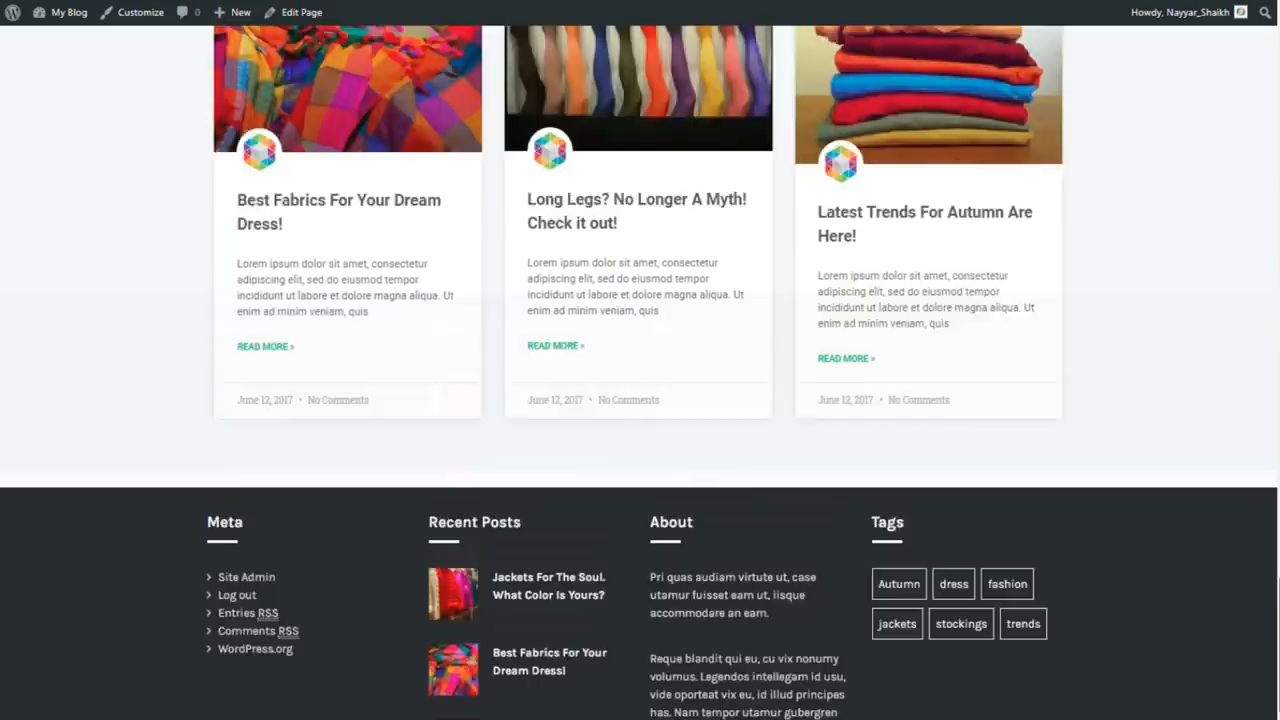 My Blog
Customize
0
New
Edit Page
Howdy, Nayyar_Shaikh
Best Fabrics For Your Dream
Dress!
Lorem ipsum dolor sit amet, consectetur
adipiscing elit, sed do eiusmod tempor
incididunt ut labore et dolore magna aliqua. Ut
enim ad minim veniam, quis
READ MORE »
June 12, 2017 • No Comments
Long Legs? No Longer A Myth!
Check it out!
Lorem ipsum dolor sit amet, consectetur
adipiscing elit, sed do eiusmod tempor
incididunt ut labore et dolore magna aliqua. Ut
enim ad minim veniam, quis
READ MORE »
June 12, 2017 • No Comments
Latest Trends For Autumn Are
Here!
Lorem ipsum dolor sit amet, consectetur
adipiscing elit, sed do eiusmod tempor
incididunt ut labore et dolore magna aliqua. Ut
enim ad minim veniam, quis
READ MORE »
June 12, 2017 • No Comments
Meta
Site Admin
Log out
Entries RSS
Comments RSS
WordPress.org
Recent Posts
Jackets For The Soul.
What Color Is Yours?
Best Fabrics For Your
Dream Dress!
About
Pri quas audiam virtute ut, case
utamur fuisset eam ut, iisque
accommodare an eam.
Reque blandit qui eu, cu vix nonumy
volumus. Legendos intellegam id usu,
vide oporteat vix eu, id illud principes
has. Nam tempor utamur gubergren
Tags
Autumn
dress
fashion
jackets
stockings
trends